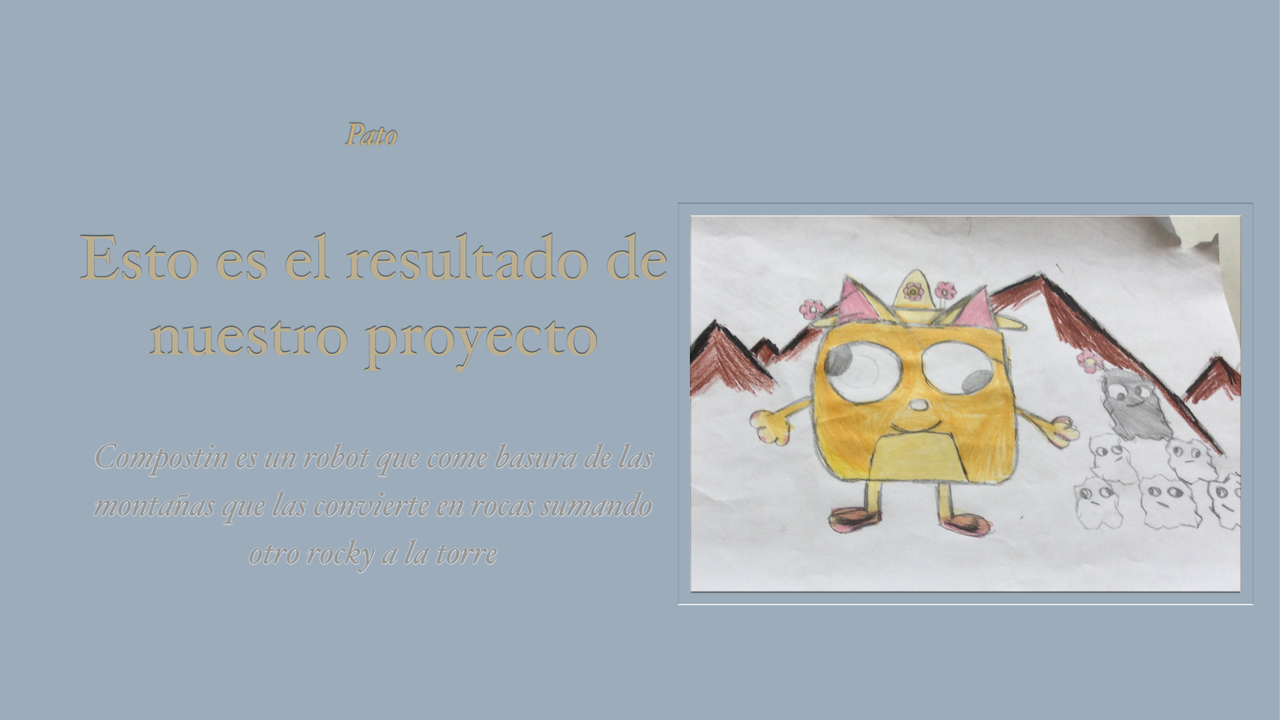 Pato
Esto es el resultado de
nuestro proyecto
Compostin es un robot que come basura de las
montañas que las convierte en rocas sumando
otro rocky a la torre